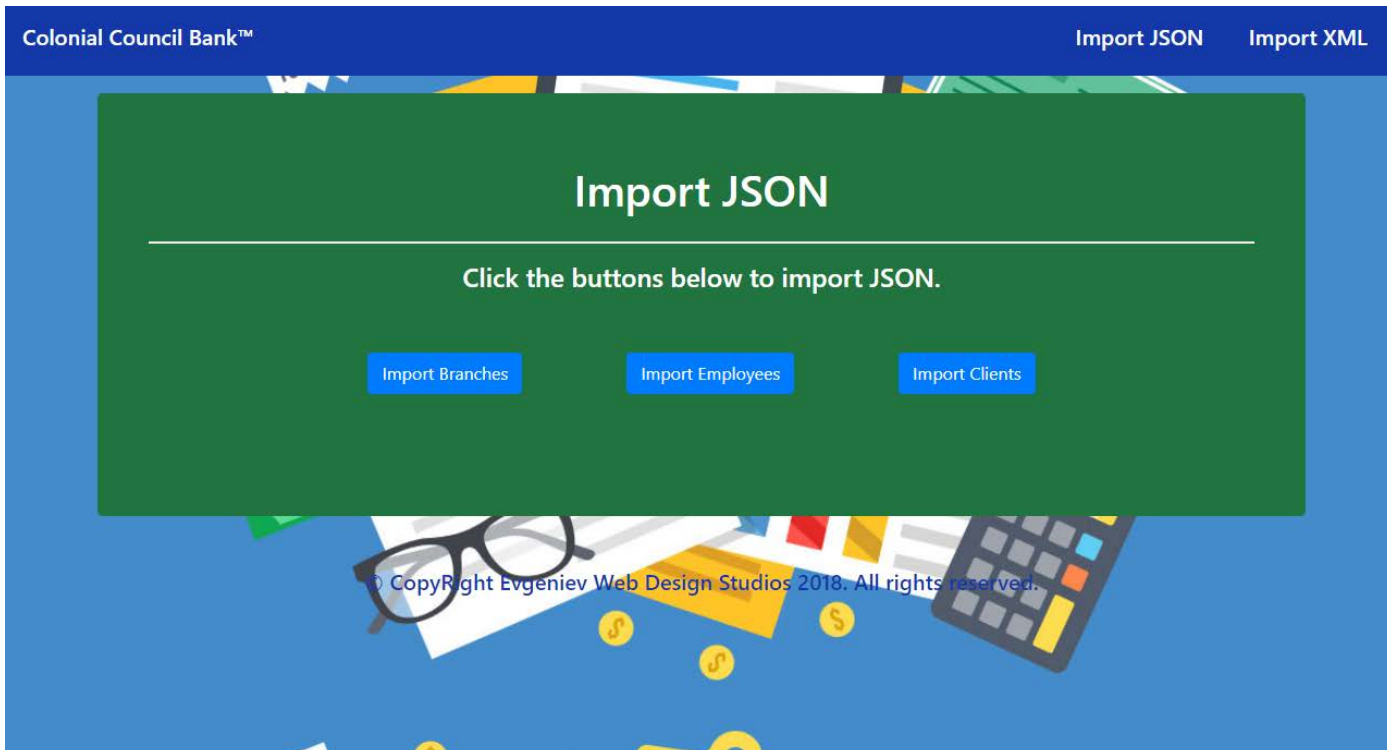 Colonial Council Bank™ Import JSON Import XML
Import JSON
Click the buttons below to import JSON.
Import Branches Import Employees Import Clients
© CopyRight Evgeniev Web Design Studios 2018. All rights reserved.